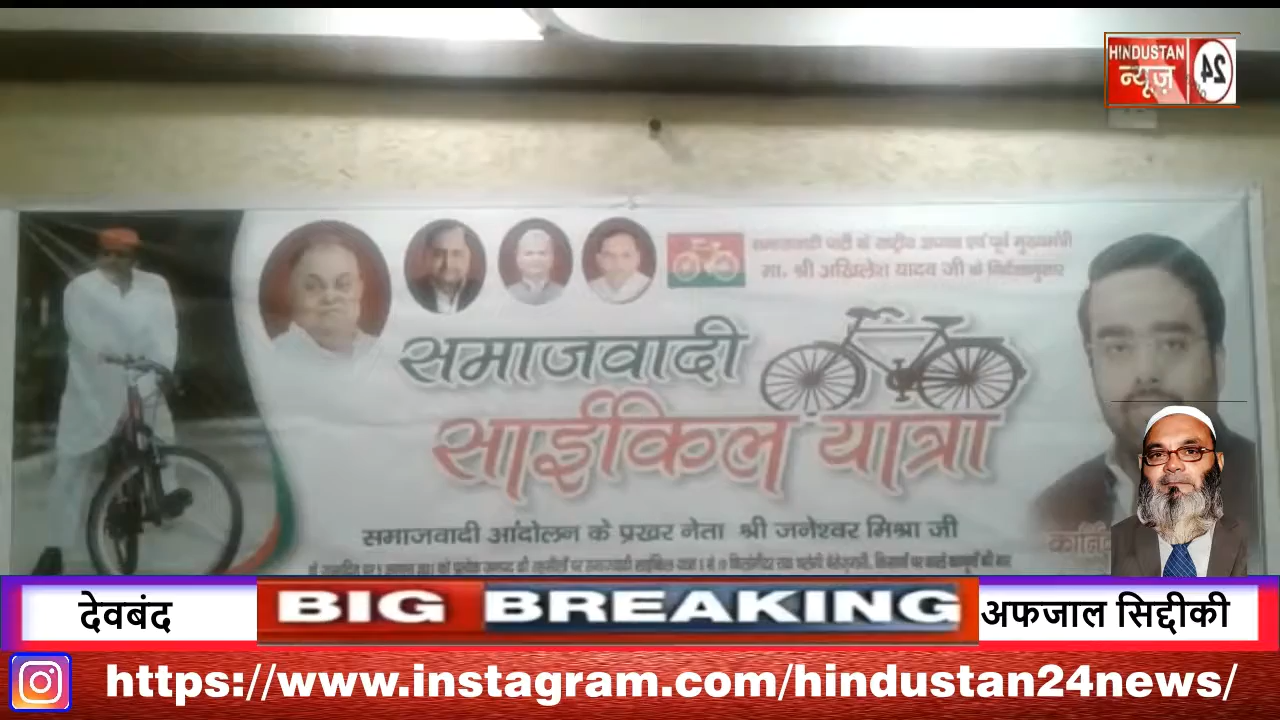 HINDUSTAN
न्यूज़ 24
समाजवादी पार्टी के राष्ट्रीय अध्यक्ष एवं पूर्व मुख्यमंत्री
मा. श्री अखिलेश यादव जी के निर्देशानुसार
समाजवादी
साईकिल यात्रा
समाजवादी आंदोलन के प्रखर नेता श्री जनेश्वर मिश्रा जी
देवबंद
BIG BREAKING
अफजाल सिद्दीकी
https://www.instagram.com/hindustan24news/